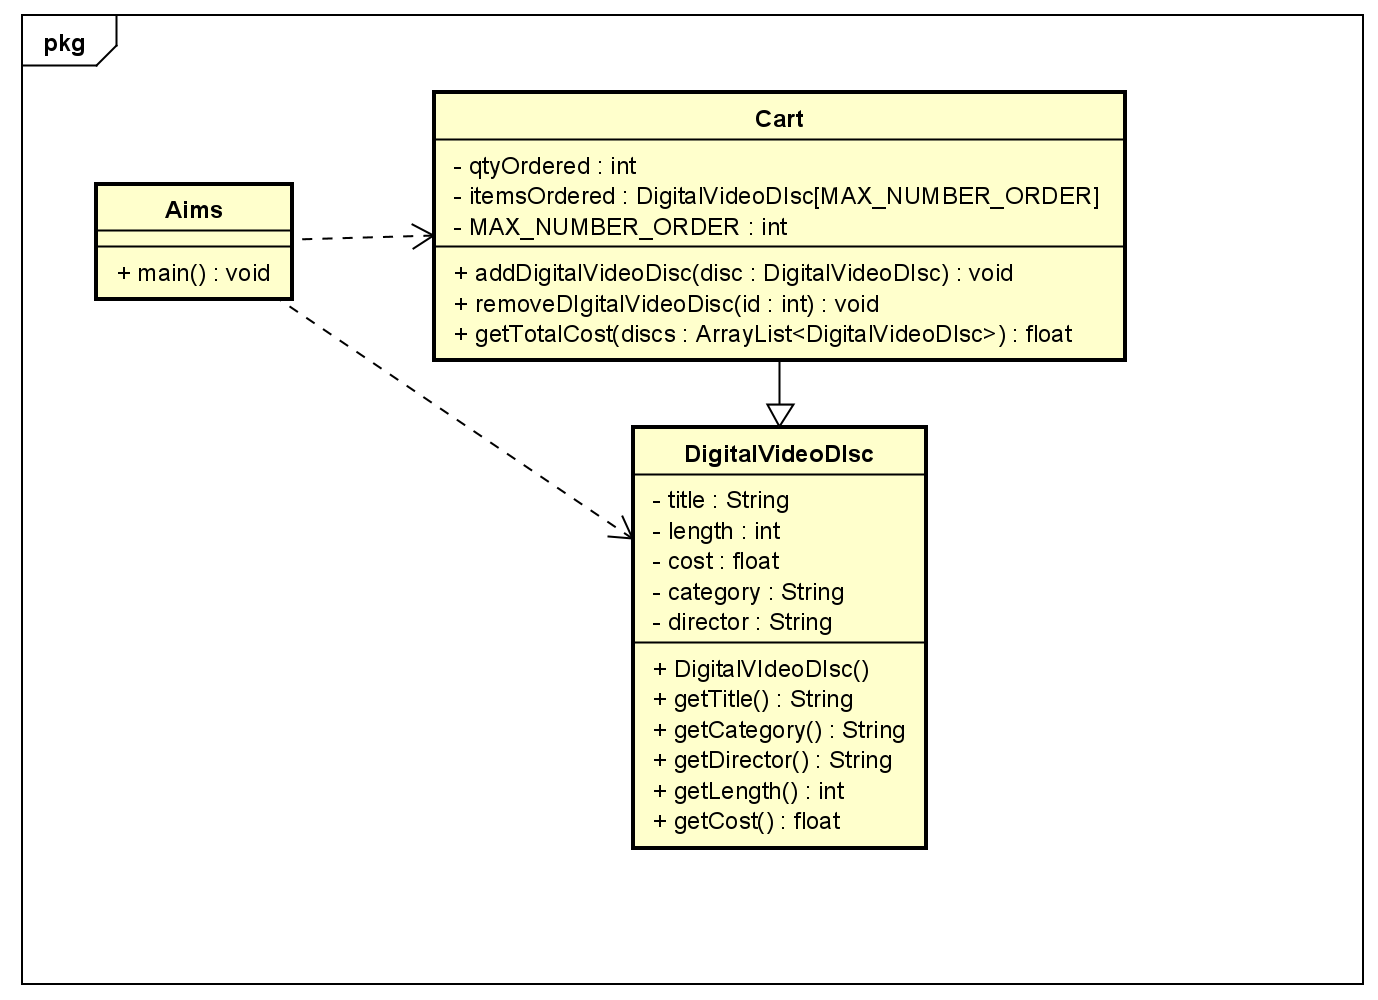 pkg
Cart
- qtyOrdered : int
- itemsOrdered : DigitalVideoDIsc[MAX_NUMBER_ORDER]
- MAX_NUMBER_ORDER : int
+ addDigitalVideoDisc(disc : DigitalVideoDIsc) : void
+ removeDIgitalVideoDisc(id : int) : void
+ getTotalCost(discs : ArrayList<DigitalVideoDIsc>) : float
Aims
+ main() : void
DigitalVideoDIsc
- title : String
- length : int
- cost : float
- category : String
- director : String
+ DigitalVIdeoDIsc()
+ getTitle() : String
+ getCategory() : String
+ getDirector() : String
+ getLength() : int
+ getCost() : float